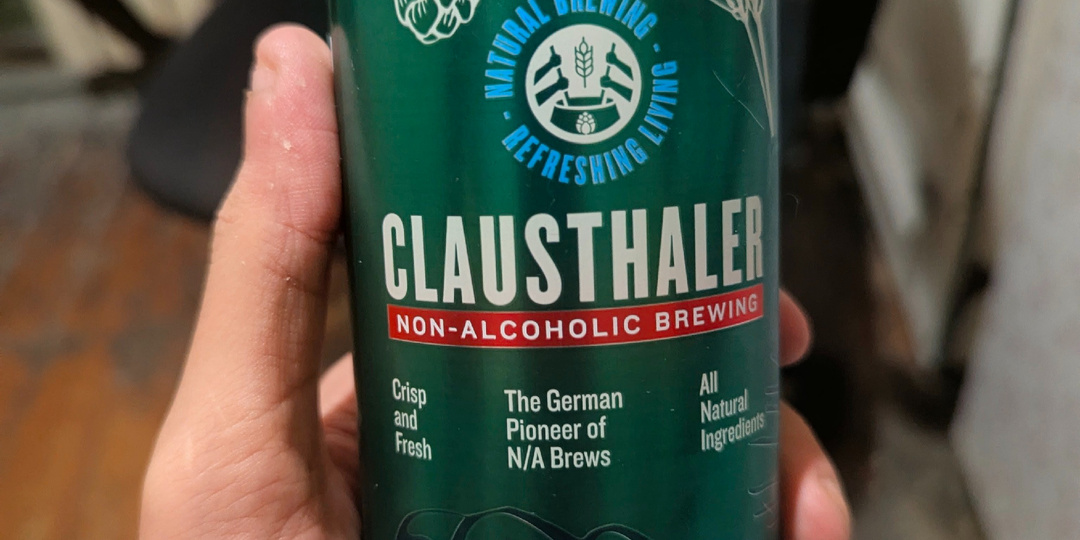 NATURAL BREWING - REFRESHING LIVING -
CLAUSTHALER
NON-ALCOHOLIC BREWING
Crisp
and
Fresh
The German
Pioneer of
N/A Brews
All
Natural
Ingredients